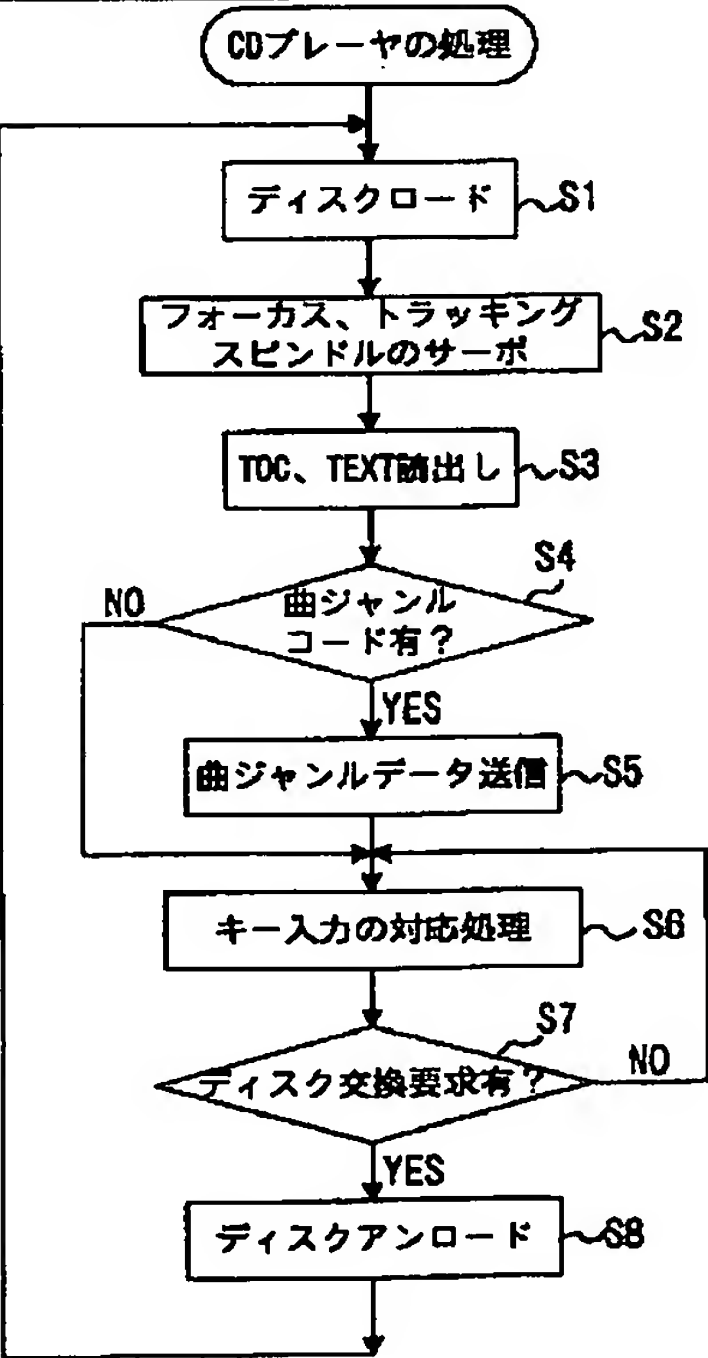 CDプレーヤの処理
ディスクロード
S1
フォーカス、トラッキング
スピンドルのサーボ
S2
TOC、TEXT読出し
S3
S4
曲ジャンル
コード有？
NO
YES
曲ジャンルデータ送信
S5
キー入力の対応処理
S6
S7
ディスク交換要求有？
NO
YES
ディスクアンロード
S8